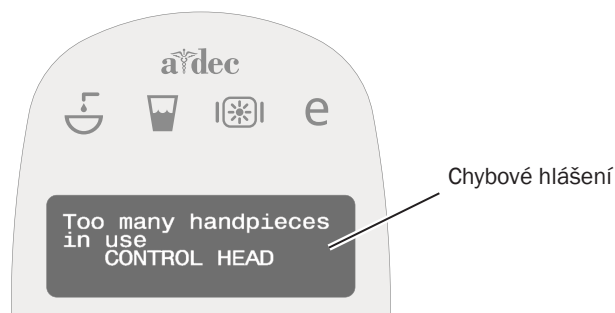 a dec
e
Chybové hlášení
Too many handpieces
in use
CONTROL HEAD